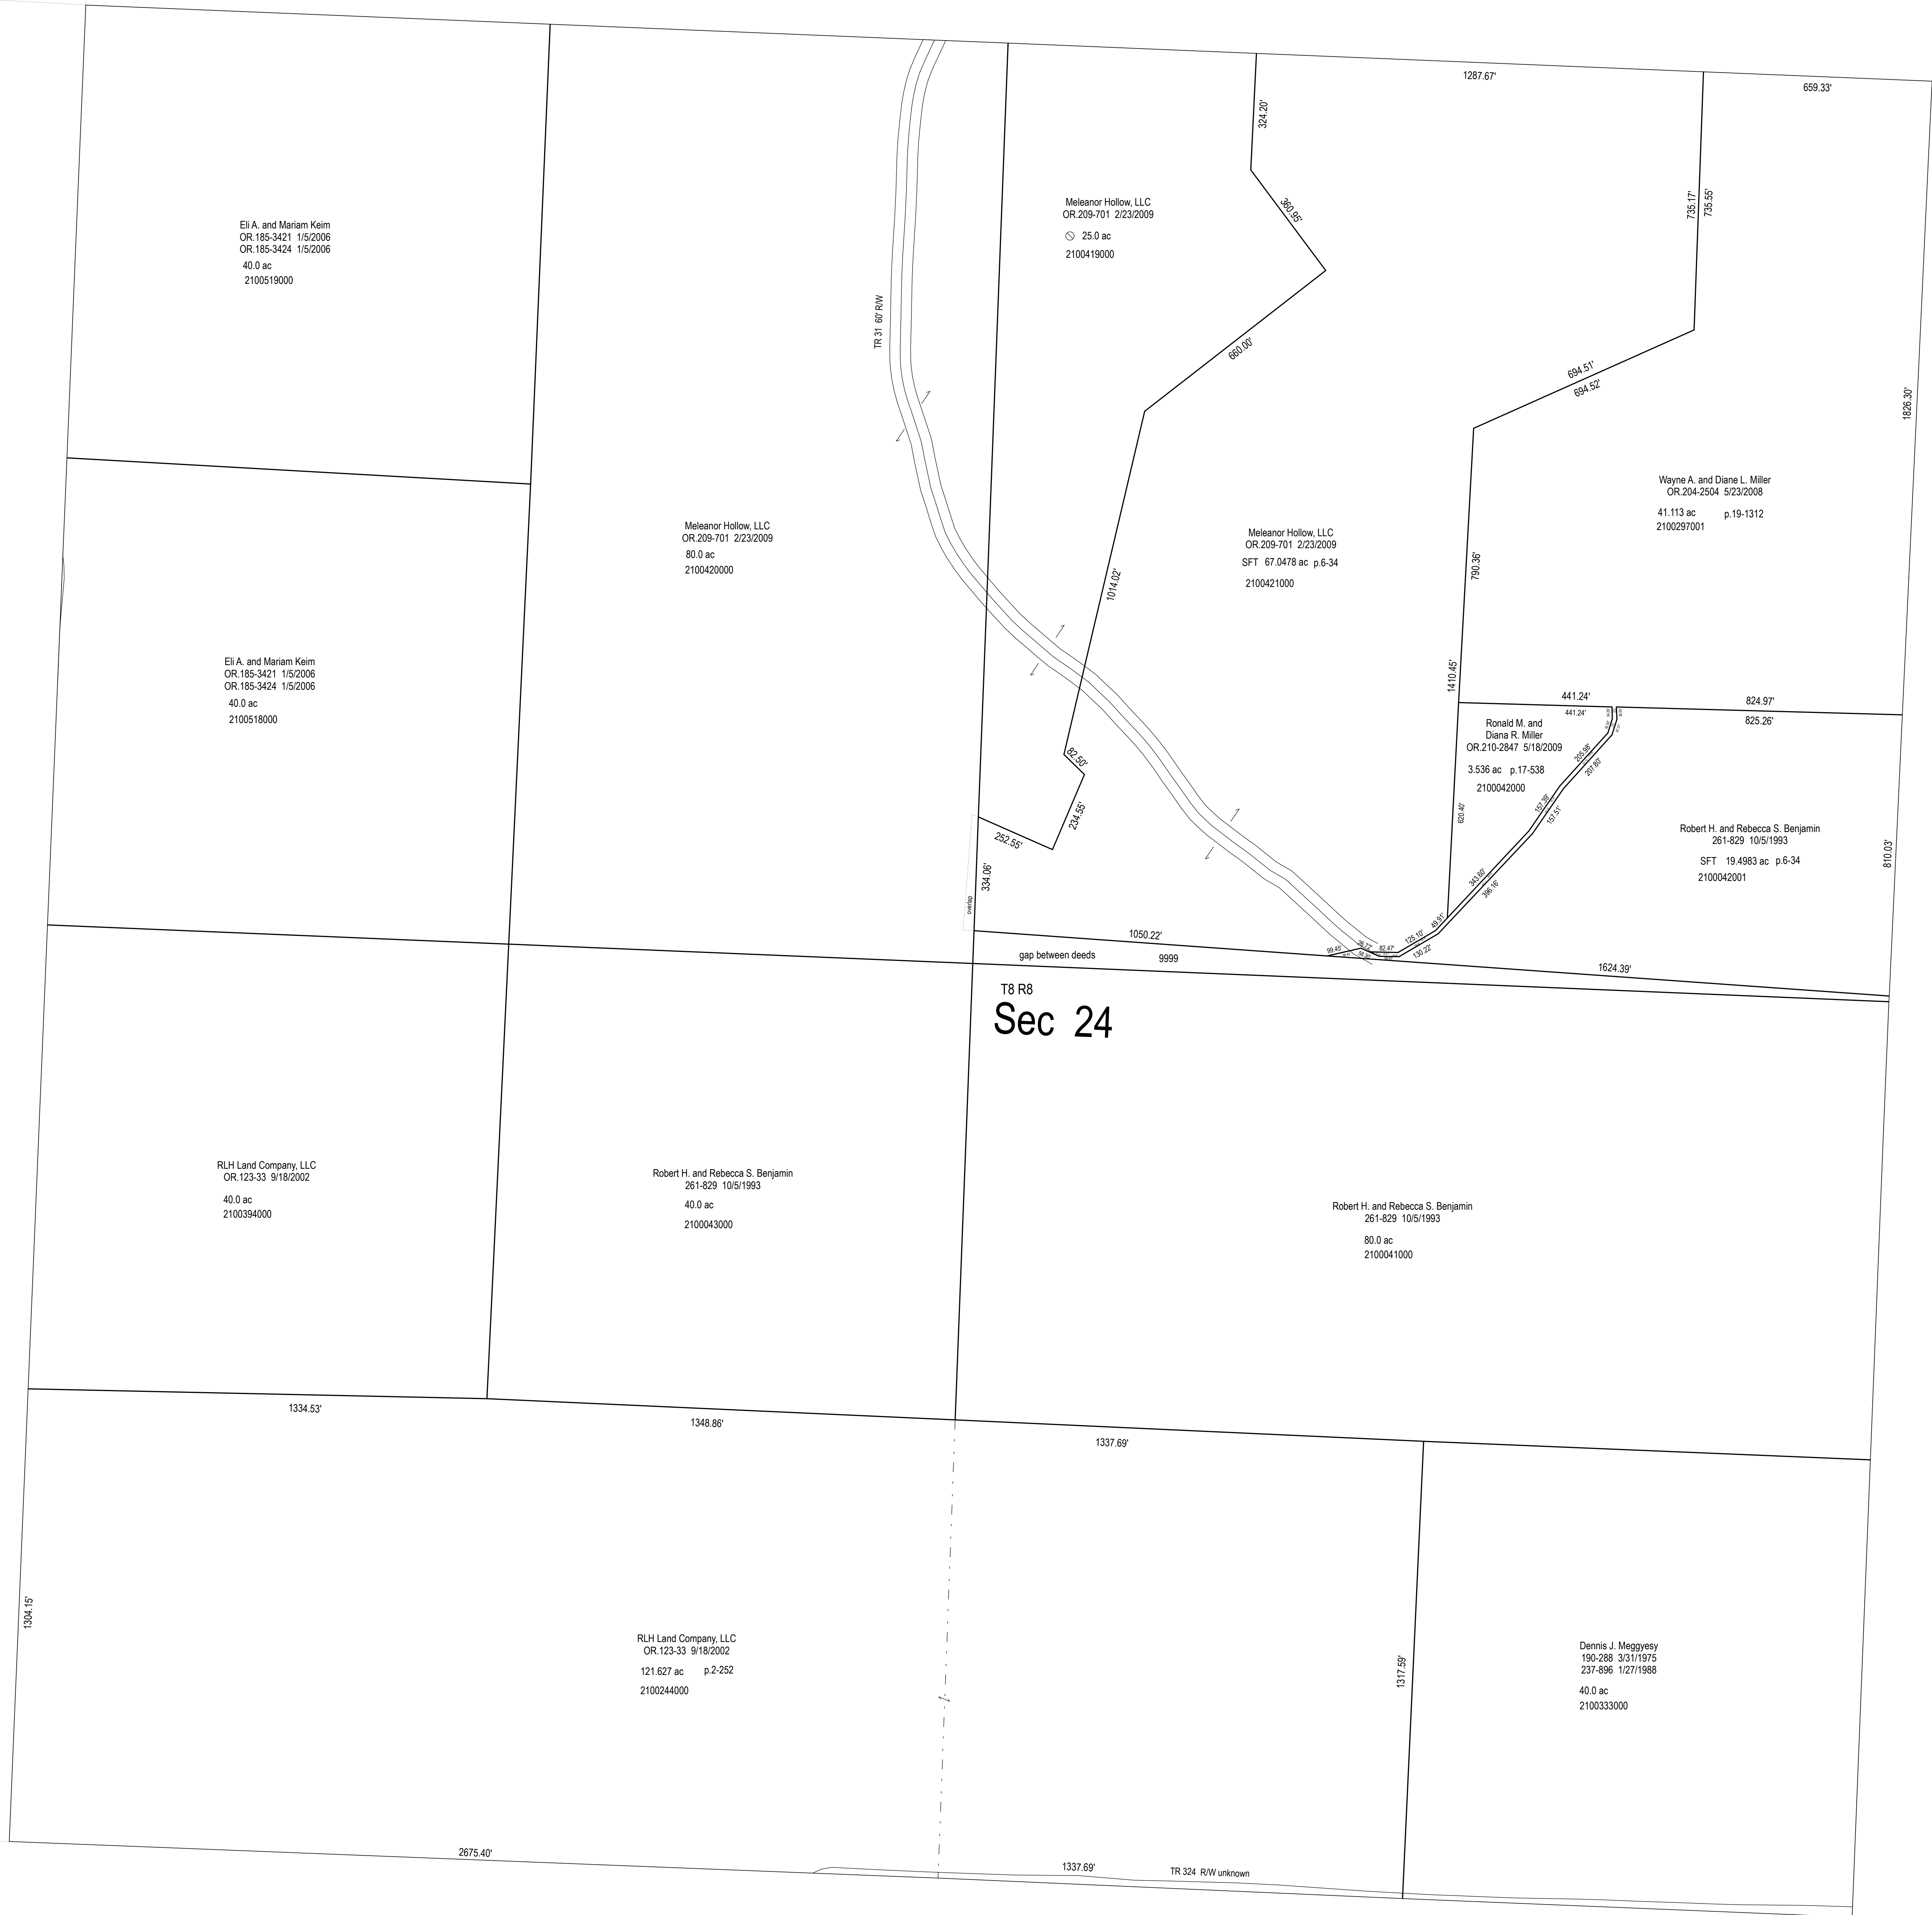 1287.67'
659.33'
324.20'
Eli A. and Mariam Keim
OR.185-3421 1/5/2006
OR.185-3424 1/5/2006
40.0 ac
2100519000
Meleanor Hollow, LLC
OR.209-701 2/23/2009
25.0 ac
2100419000
360.95'
735.17'
735.55'
TR 31 60' R/W
660.00'
694.51'
694.52'
1826.30'
Meleanor Hollow, LLC
OR.209-701 2/23/2009
80.0 ac
2100420000
Meleanor Hollow, LLC
OR.209-701 2/23/2009
SFT 67.0478 ac p.6-34
2100421000
Wayne A. and Diane L. Miller
OR.204-2504 5/23/2008
41.113 ac p.19-1312
2100297001
1014.02'
790.36'
Eli A. and Mariam Keim
OR.185-3421 1/5/2006
OR.185-3424 1/5/2006
40.0 ac
2100518000
1410.45'
441.24'
441.24'
824.97'
825.26'
Ronald M. and
Diana R. Miller
OR.210-2847 5/18/2009
3.536 ac p.17-538
2100042000
205.98'
207.80'
82.50'
234.55'
252.55'
620.40'
157.39'
157.51'
Robert H. and Rebecca S. Benjamin
261-829 10/5/1993
SFT 19.4983 ac p.6-34
2100042001
810.03'
334.06'
overlap
343.60'
396.16'
49.91'
1050.22'
99.45'
26.72'
82.47'
125.10'
130.22'
gap between deeds 9999
1624.39'
T8 R8
Sec 24
RLH Land Company, LLC
OR.123-33 9/18/2002
40.0 ac
2100394000
Robert H. and Rebecca S. Benjamin
261-829 10/5/1993
40.0 ac
2100043000
Robert H. and Rebecca S. Benjamin
261-829 10/5/1993
80.0 ac
2100041000
1334.53'
1348.86'
1337.69'
1304.15'
RLH Land Company, LLC
OR.123-33 9/18/2002
121.627 ac p.2-252
2100244000
1317.59'
Dennis J. Meggyesy
190-288 3/31/1975
237-896 1/27/1988
40.0 ac
2100333000
2675.40'
1337.69'
TR 324 R/W unknown